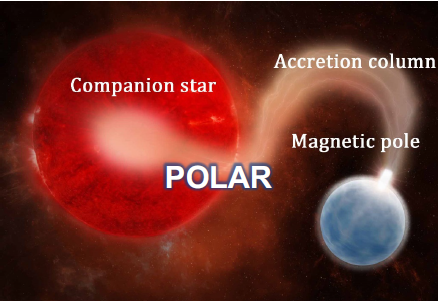 Accretion column
Companion star
Magnetic pole
POLAR